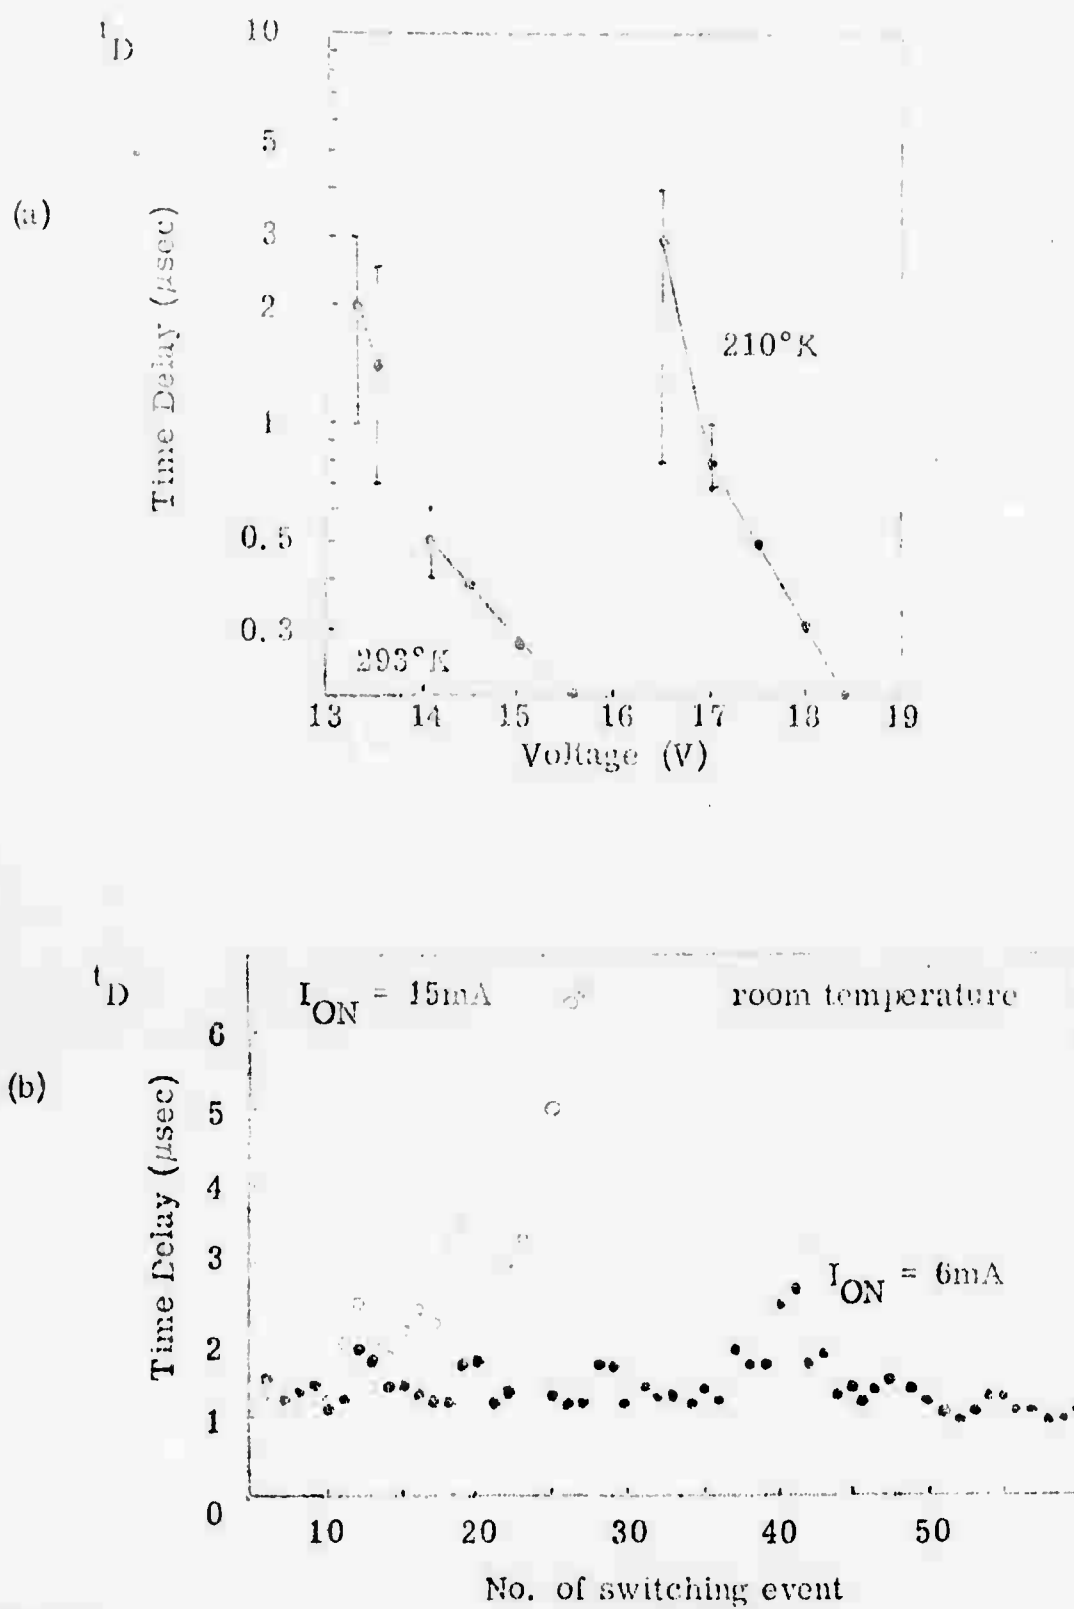 t_D
10
5
(a)
3
Time Delay (μsec)
2
210°K
1
0.5
0.3
293°K
13 14 15 16 17 18 19
Voltage (V)
t_D
I_ON = 15mA
room temperature
6
(b)
5
Time Delay (μsec)
4
3
I_ON = 6mA
2
1
0
10 20 30 40 50
No. of switching event